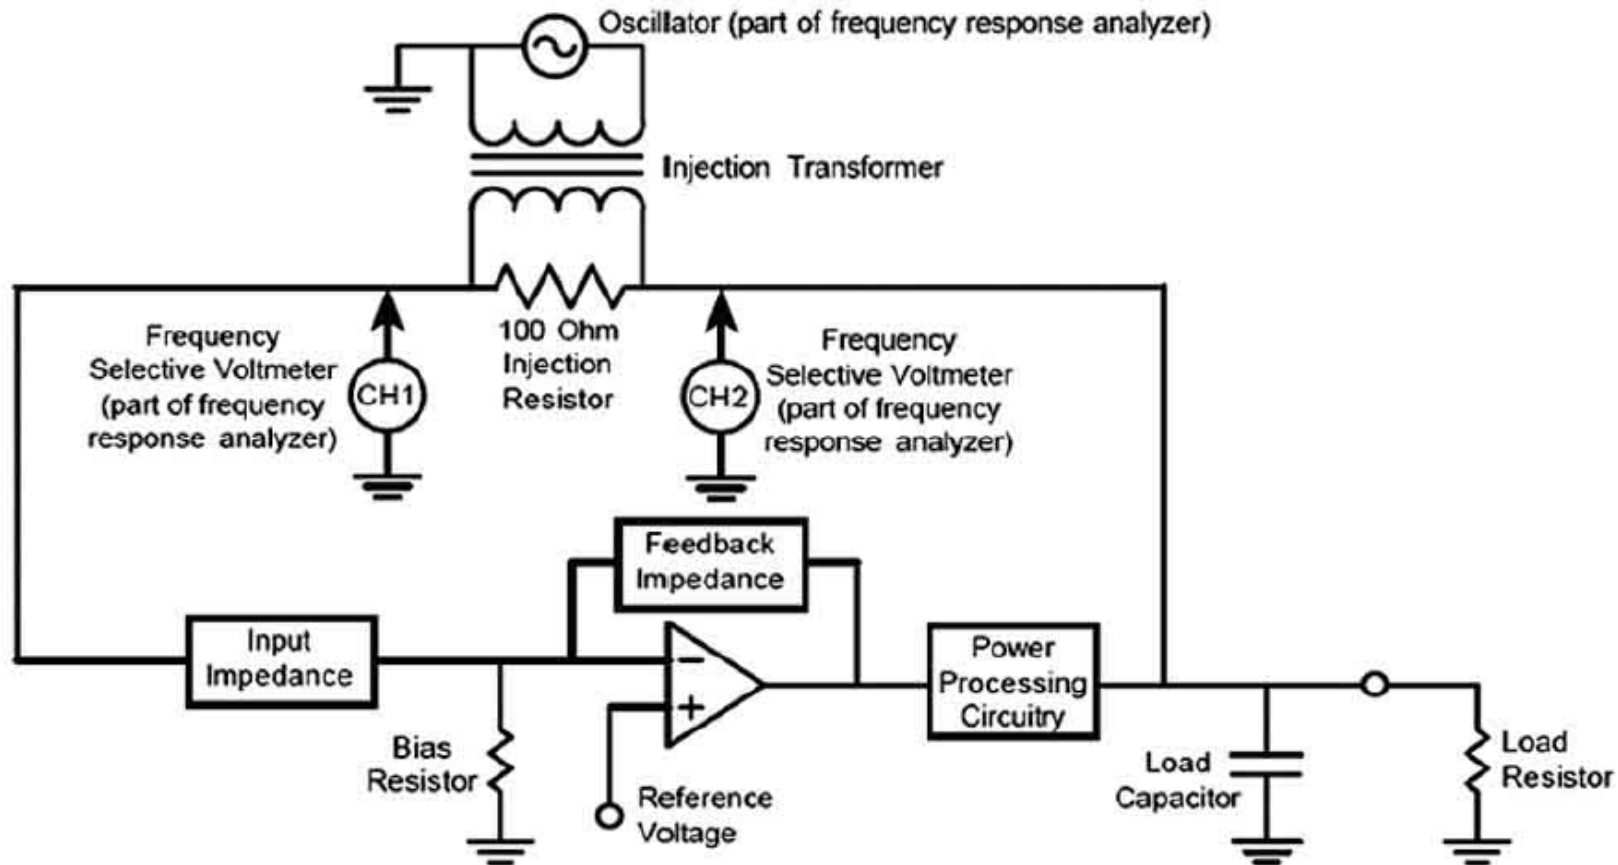 Oscillator (part of frequency response analyzer)
Injection Transformer
Frequency
Selective Voltmeter
(part of frequency
response analyzer)
CH1
100 Ohm
Injection
Resistor
CH2
Frequency
Selective Voltmeter
(part of frequency
response analyzer)
Feedback
Impedance
Input
Impedance
Bias
Resistor
−
+
Reference
Voltage
Power
Processing
Circuitry
Load
Capacitor
Load
Resistor